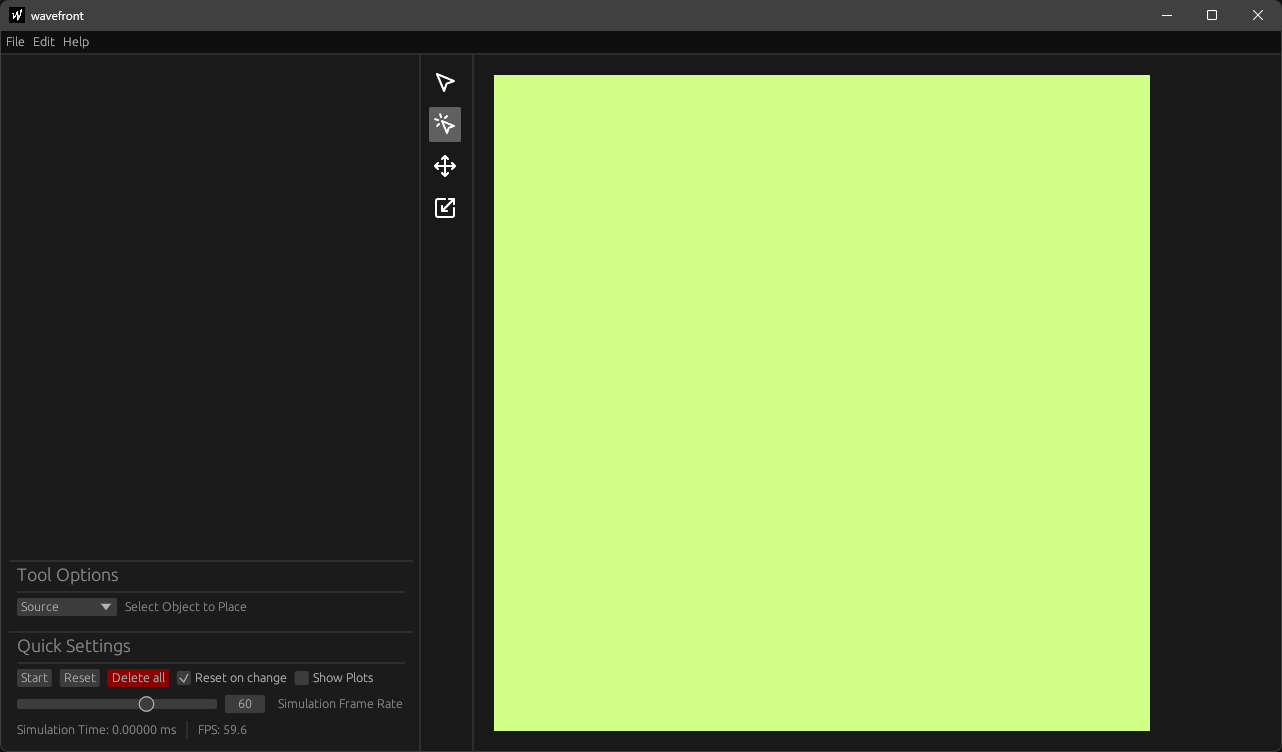 wavefront
File Edit Help
Tool Options
Source Select Object to Place
Quick Settings
Start Reset Delete all Reset on change Show Plots
60 Simulation Frame Rate
Simulation Time: 0.00000 ms FPS: 59.6